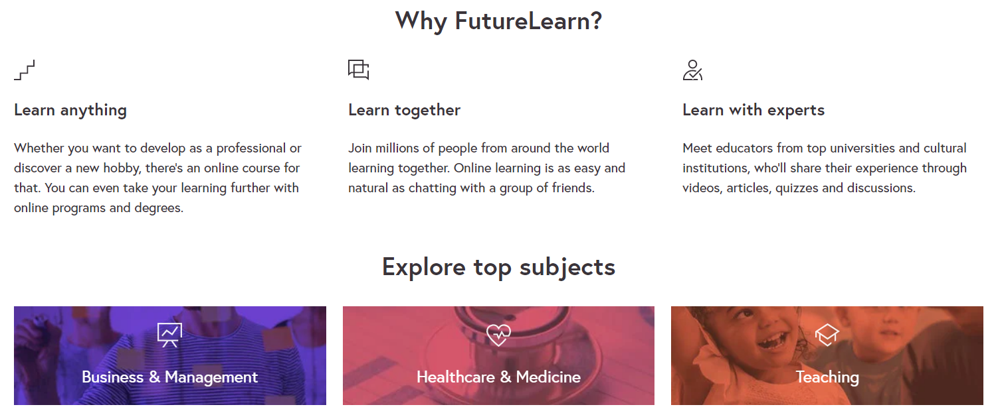 Why FutureLearn?
Learn anything
Whether you want to develop as a professional or
discover a new hobby, there's an online course for
that. You can even take your learning further with
online programs and degrees.
Learn together
Join millions of people from around the world
learning together. Online learning is as easy and
natural as chatting with a group of friends.
Learn with experts
Meet educators from top universities and cultural
institutions, who'll share their experience through
videos, articles, quizzes and discussions.
Explore top subjects
Business & Management
Healthcare & Medicine
Teaching